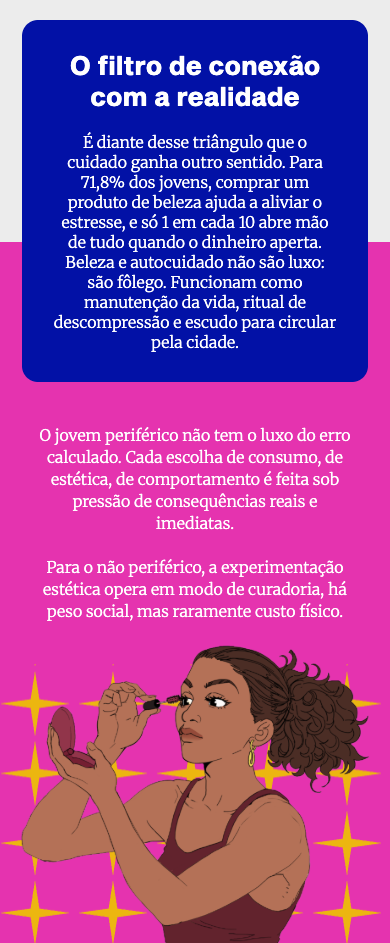 O filtro de conexão
com a realidade
É diante desse triângulo que o
cuidado ganha outro sentido. Para
71,8% dos jovens, comprar um
produto de beleza ajuda a aliviar o
estresse, e só 1 em cada 10 abre mão
de tudo quando o dinheiro aperta.
Beleza e autocuidado não são luxo:
são fôlego. Funcionam como
manutenção da vida, ritual de
descompressão e escudo para circular
pela cidade.
O jovem periférico não tem o luxo do erro
calculado. Cada escolha de consumo, de
estética, de comportamento é feita sob
pressão de consequências reais e
imediatas.
Para o não periférico, a experimentação
estética opera em modo de curadoria, há
peso social, mas raramente custo físico.